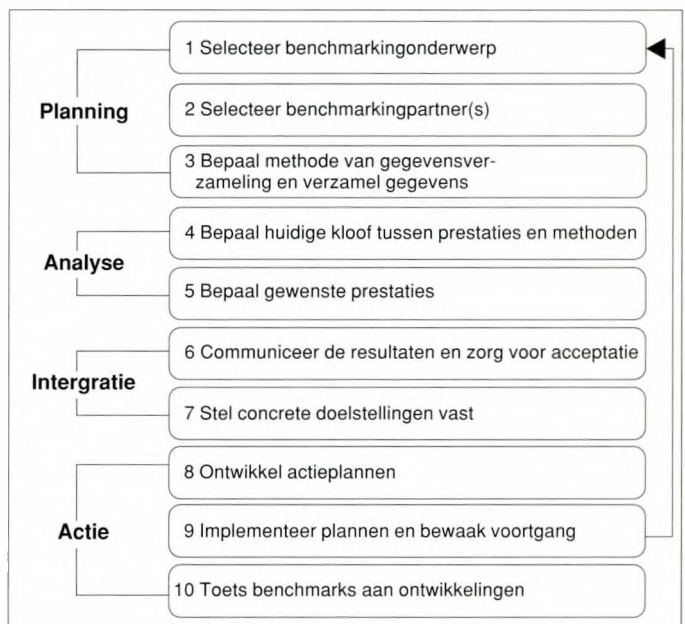 Planning
1 Selecteer benchmarkingonderwerp
2 Selecteer benchmarkingpartner(s)
3 Bepaal methode van gegevensver-
zameling en verzamel gegevens
Analyse
4 Bepaal huidige kloof tussen prestaties en methoden
5 Bepaal gewenste prestaties
Intergratie
6 Communiceer de resultaten en zorg voor acceptatie
7 Stel concrete doelstellingen vast
Actie
8 Ontwikkel actieplannen
9 Implementeer plannen en bewaak voortgang
10 Toets benchmarks aan ontwikkelingen